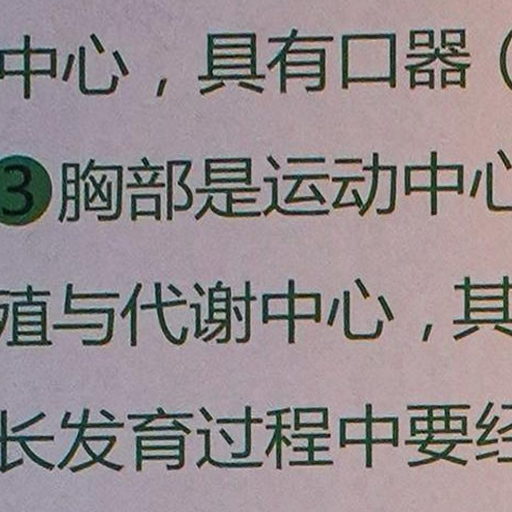 中心，具有口器（
3胸部是运动中心
殖与代谢中心，其
长发育过程中要经